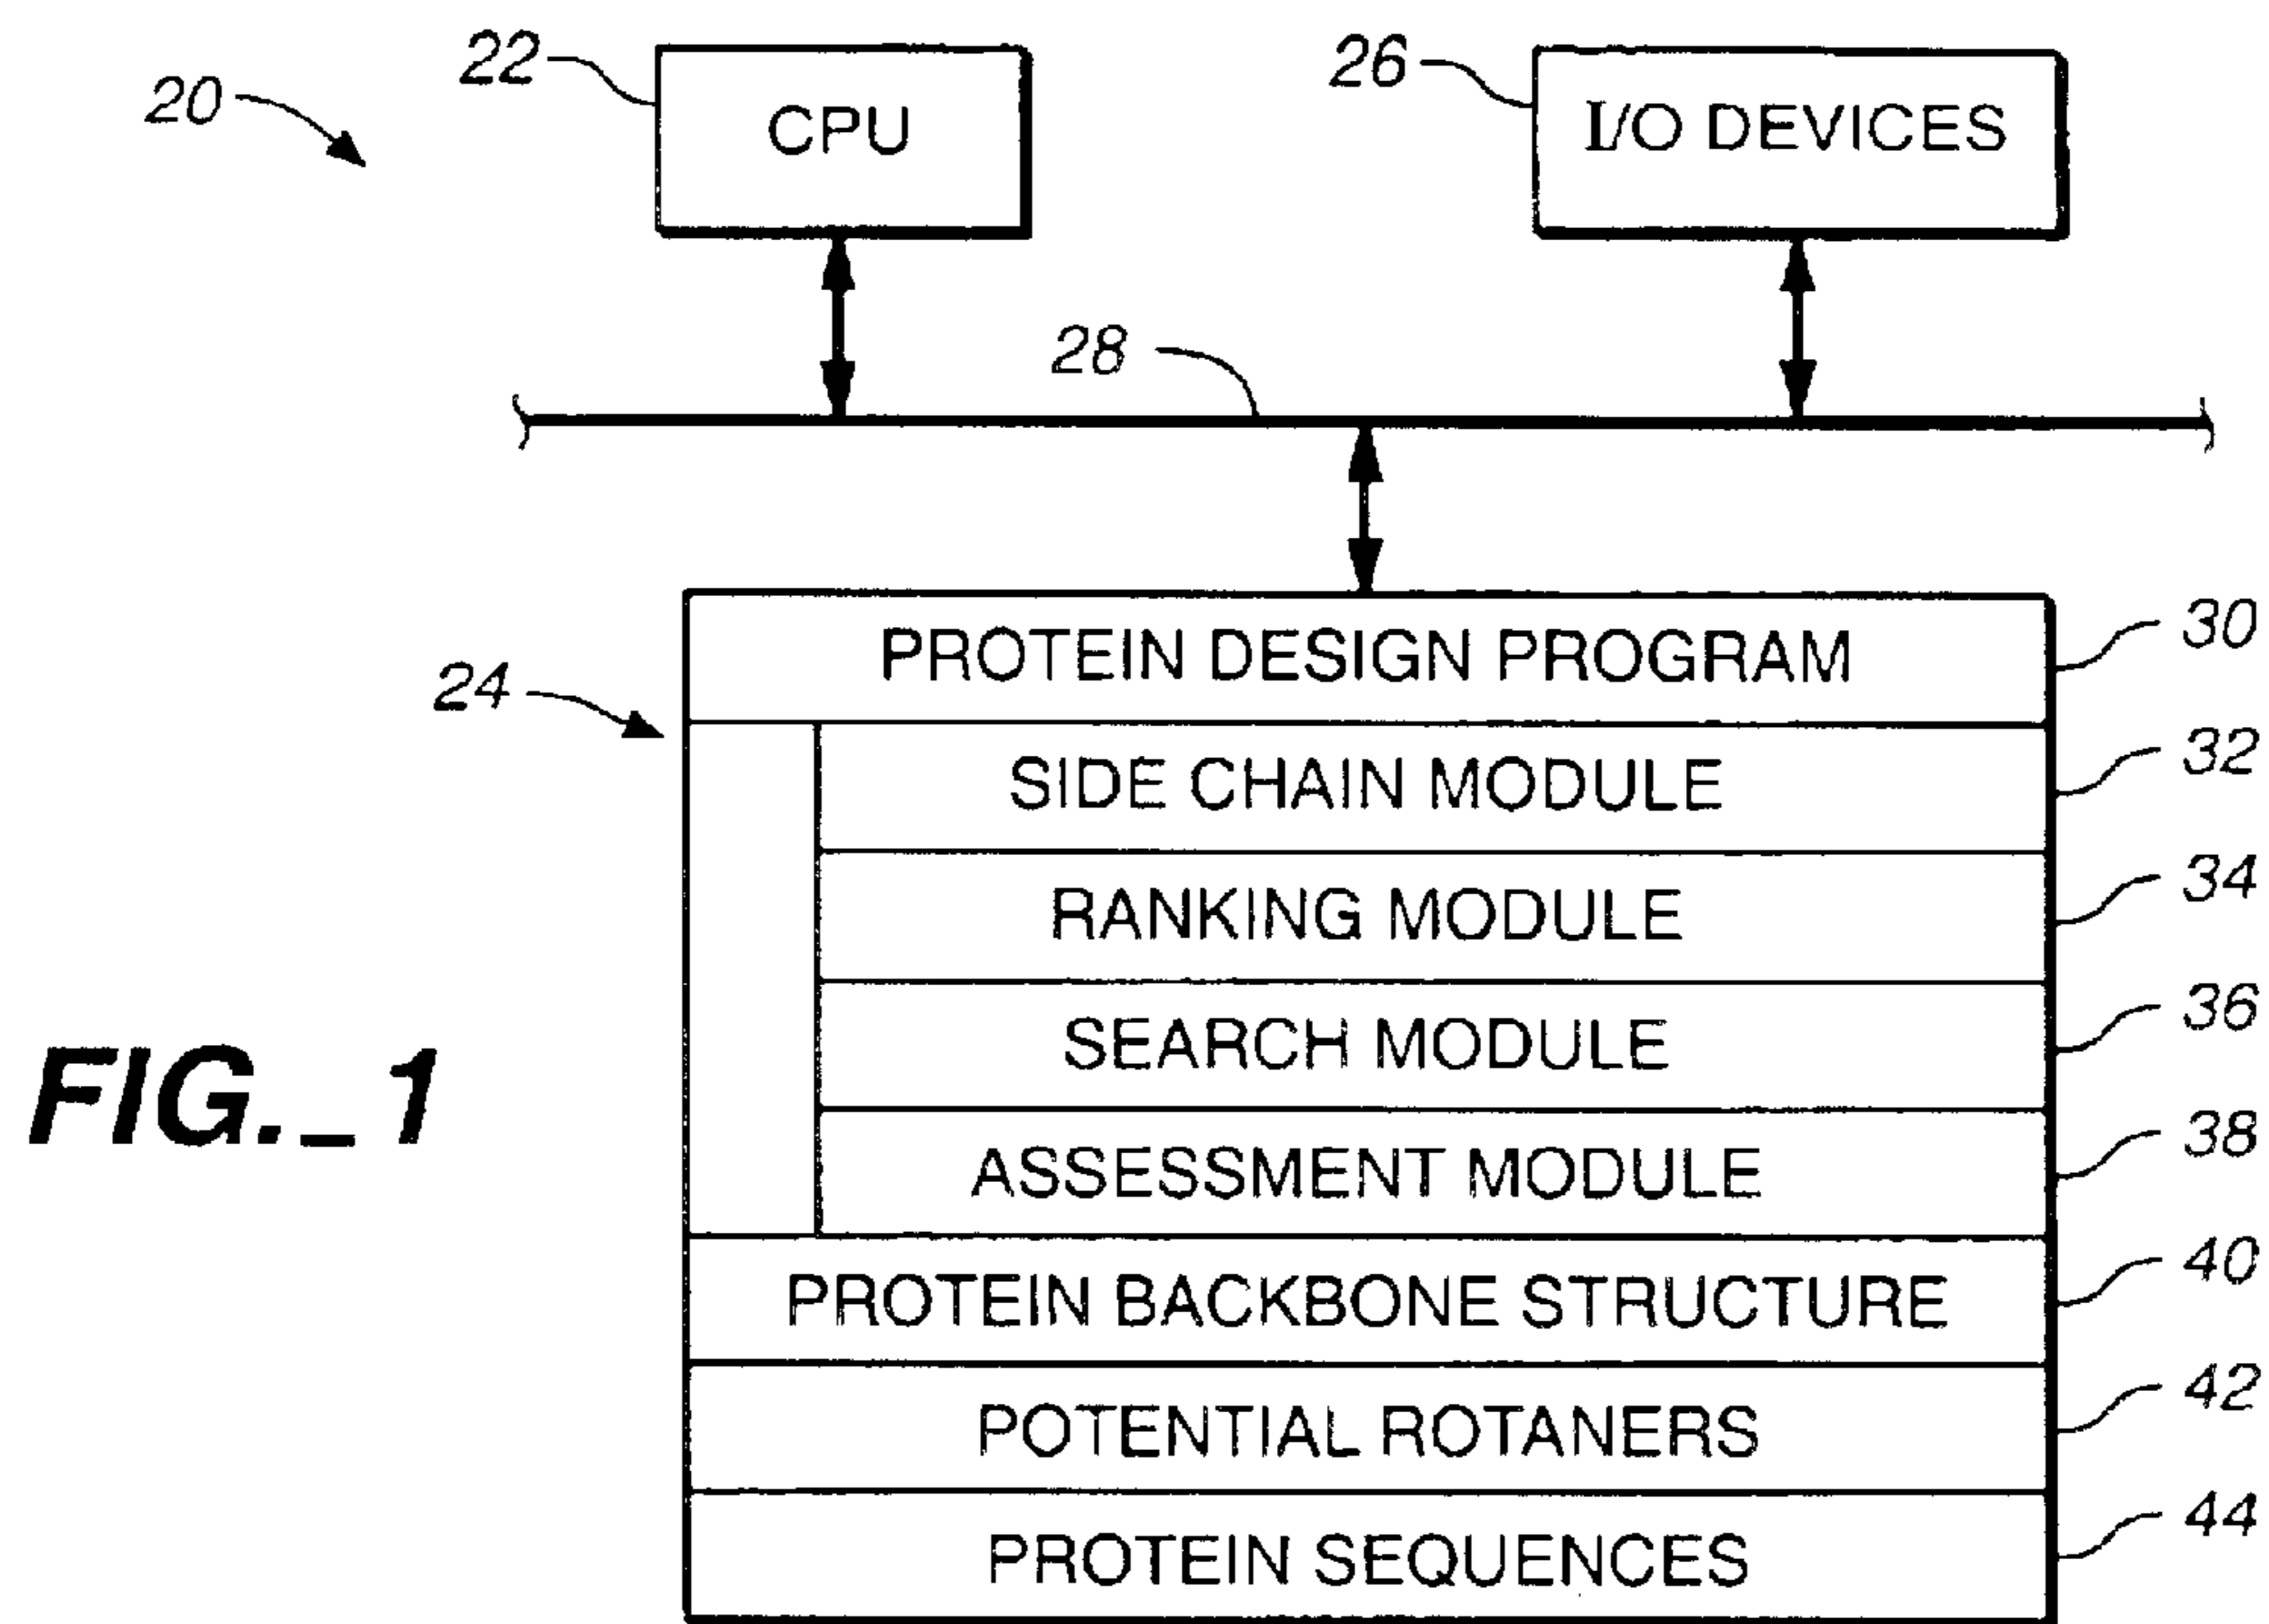 20
22
CPU
26
I/O DEVICES
28
24
PROTEIN DESIGN PROGRAM
30
SIDE CHAIN MODULE
32
RANKING MODULE
34
SEARCH MODULE
36
ASSESSMENT MODULE
38
PROTEIN BACKBONE STRUCTURE
40
POTENTIAL ROTANERS
42
PROTEIN SEQUENCES
44
FIG._1